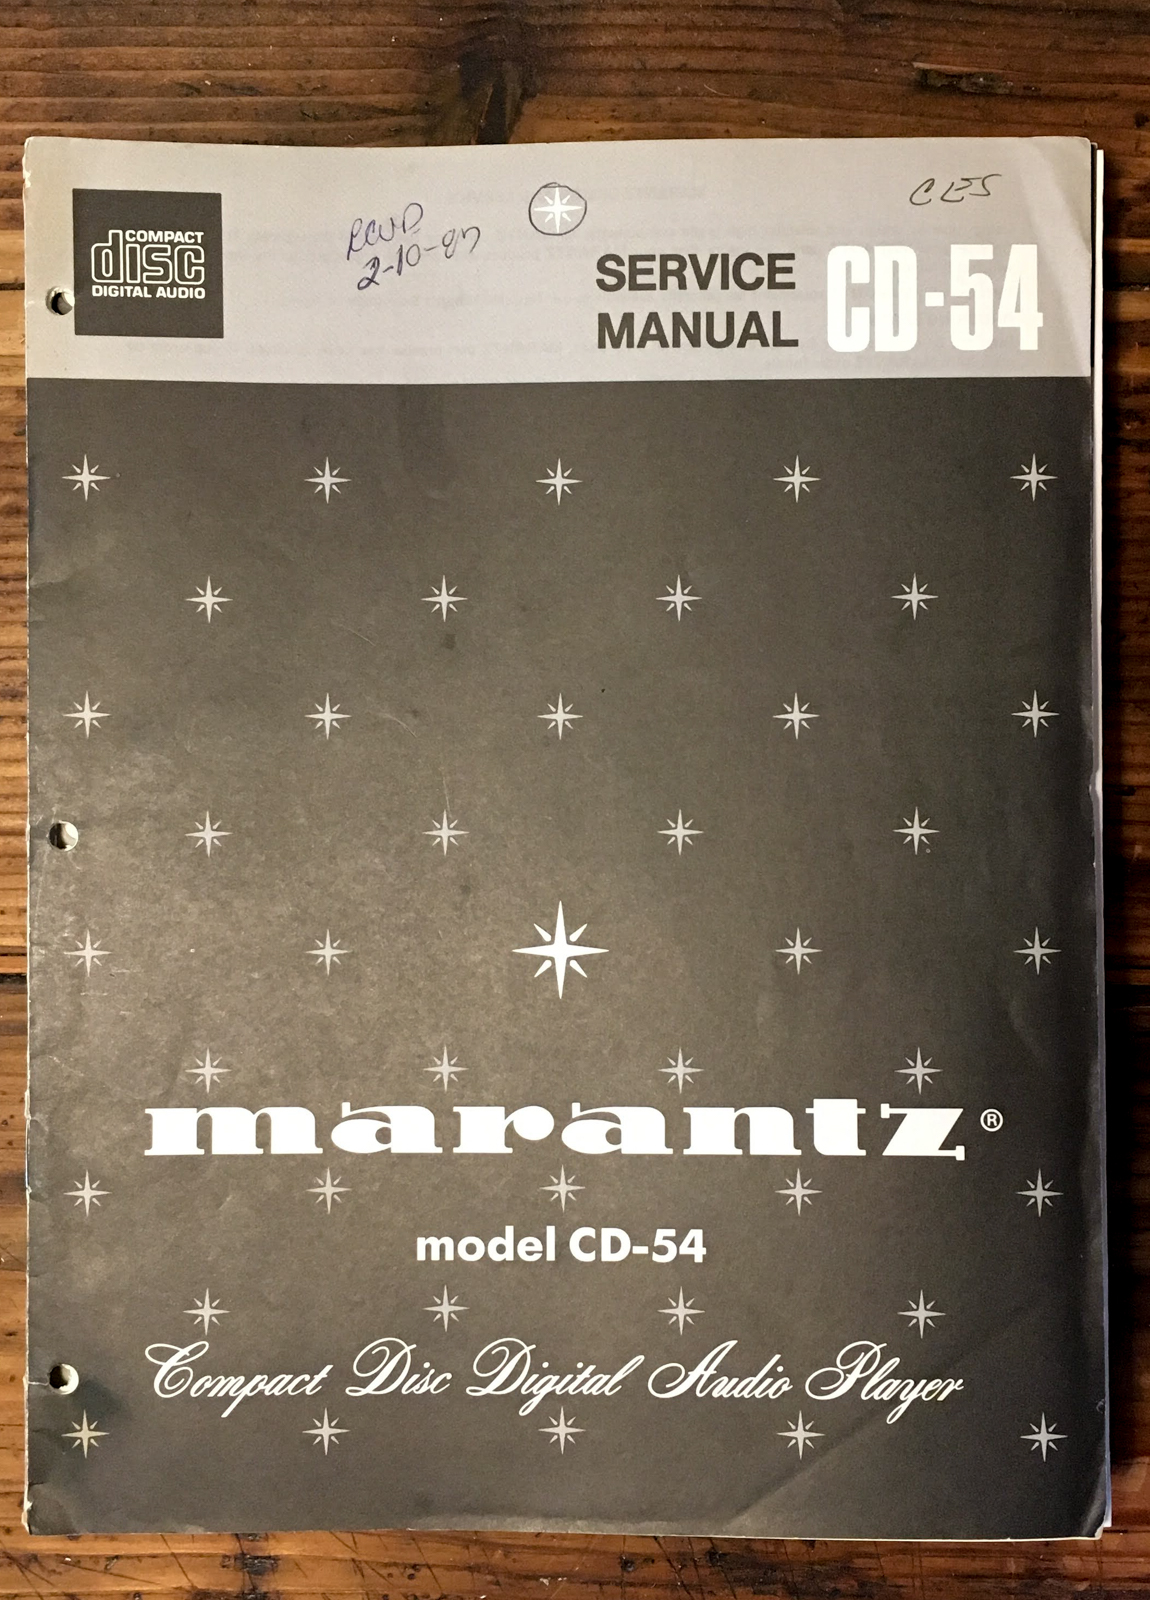 COMPACT
disc
DIGITAL AUDIO
RCVD
2-10-87
CES
SERVICE
MANUAL
CD-54
marantz®
model CD-54
Compact Disc Digital Audio Player